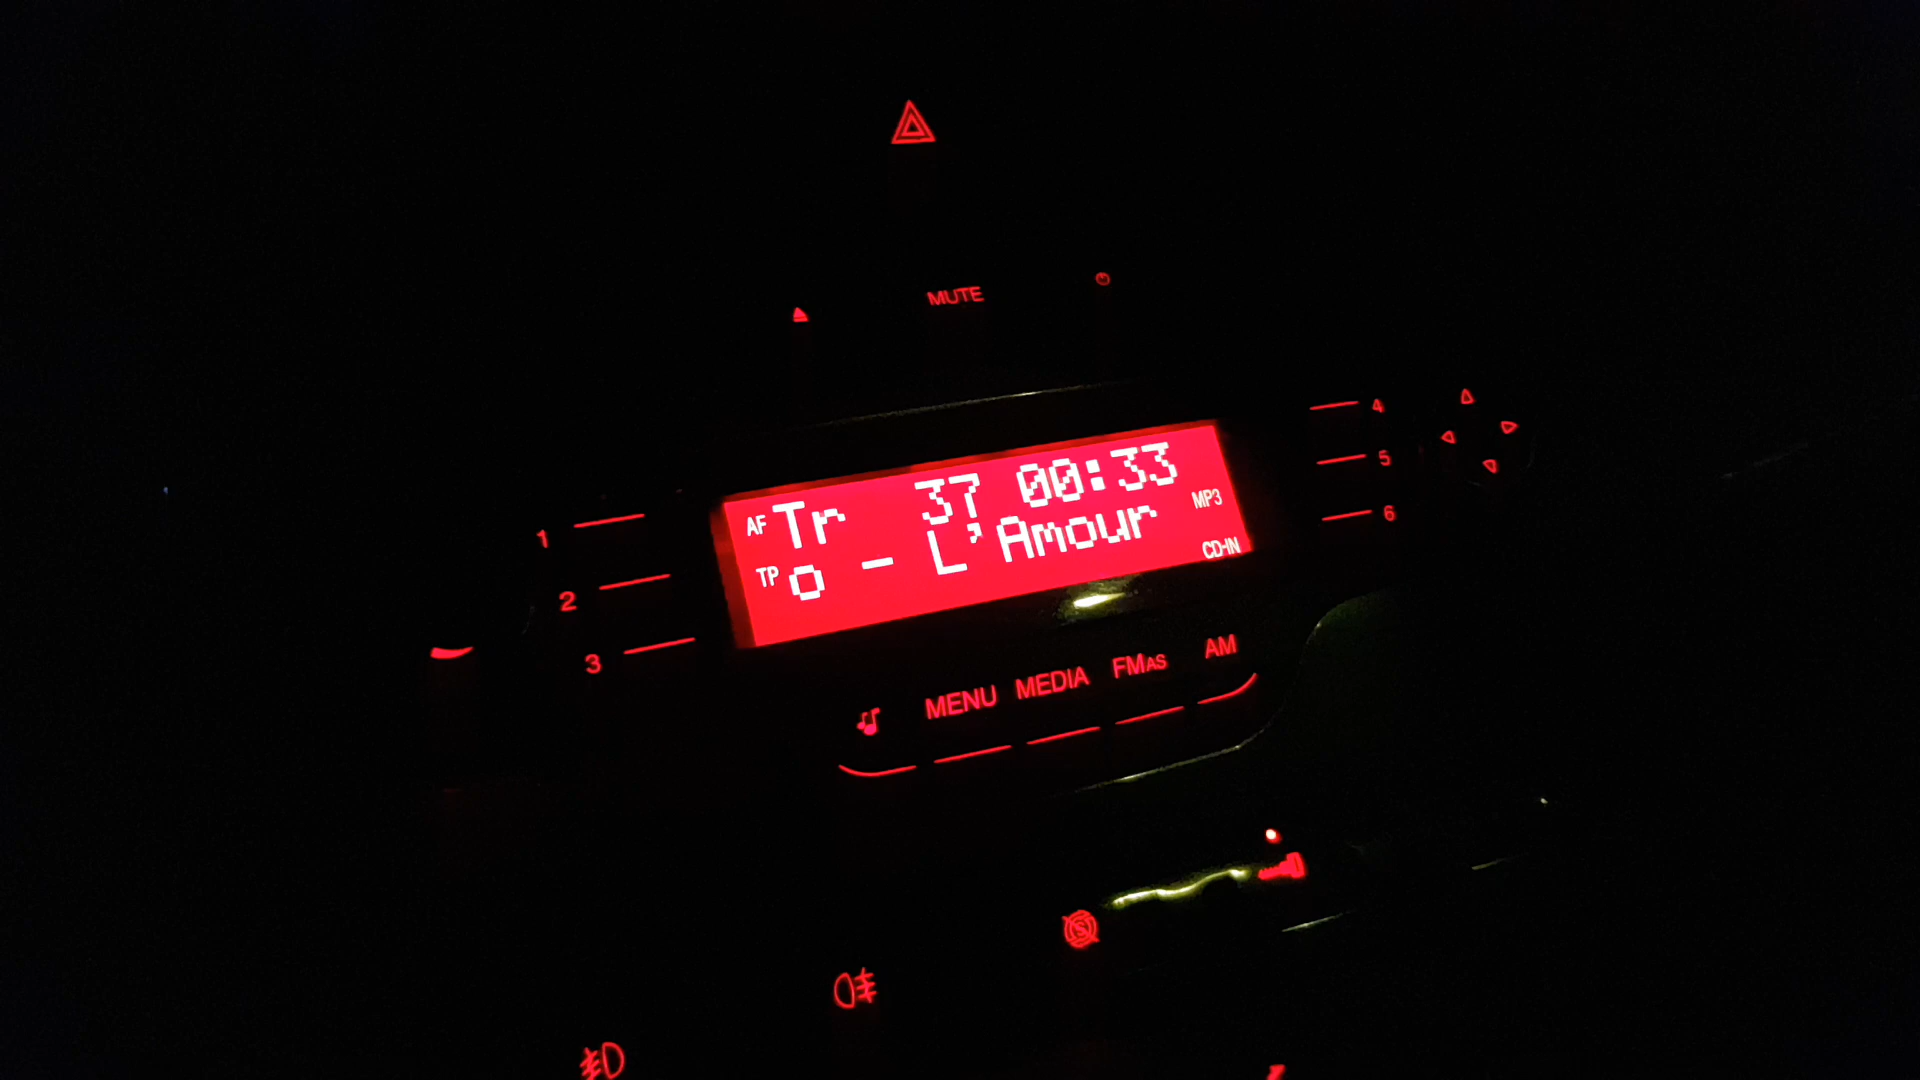 MUTE
AF Tr 37 00:33
MP3
TP o - L'Amour
CD-IN
1
2
3
4
5
6
MENU MEDIA FMAS AM